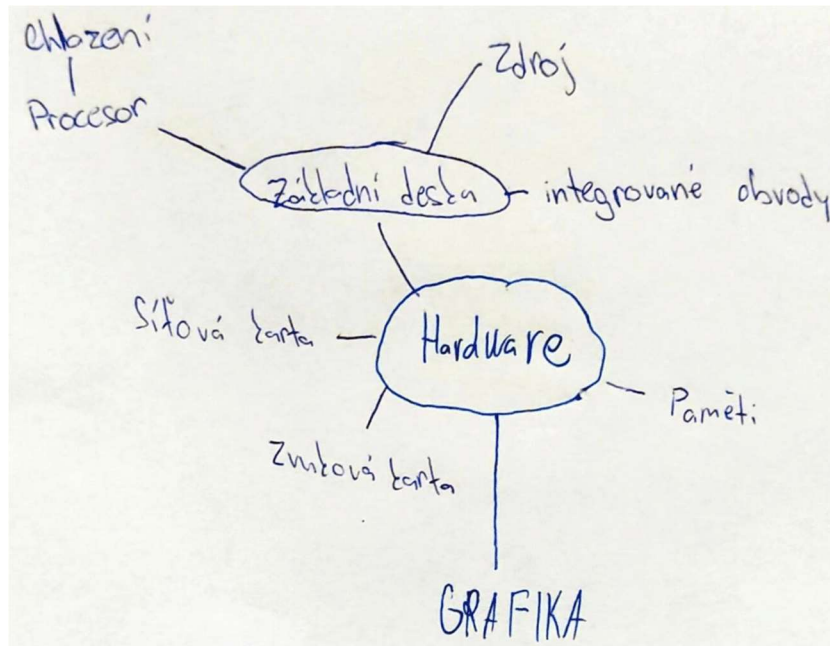 Chlazení
Zdroj
Procesor
Základní deska
integrované obvody
Síťová karta
Hardware
Paměti
Zvuková karta
GRAFIKA